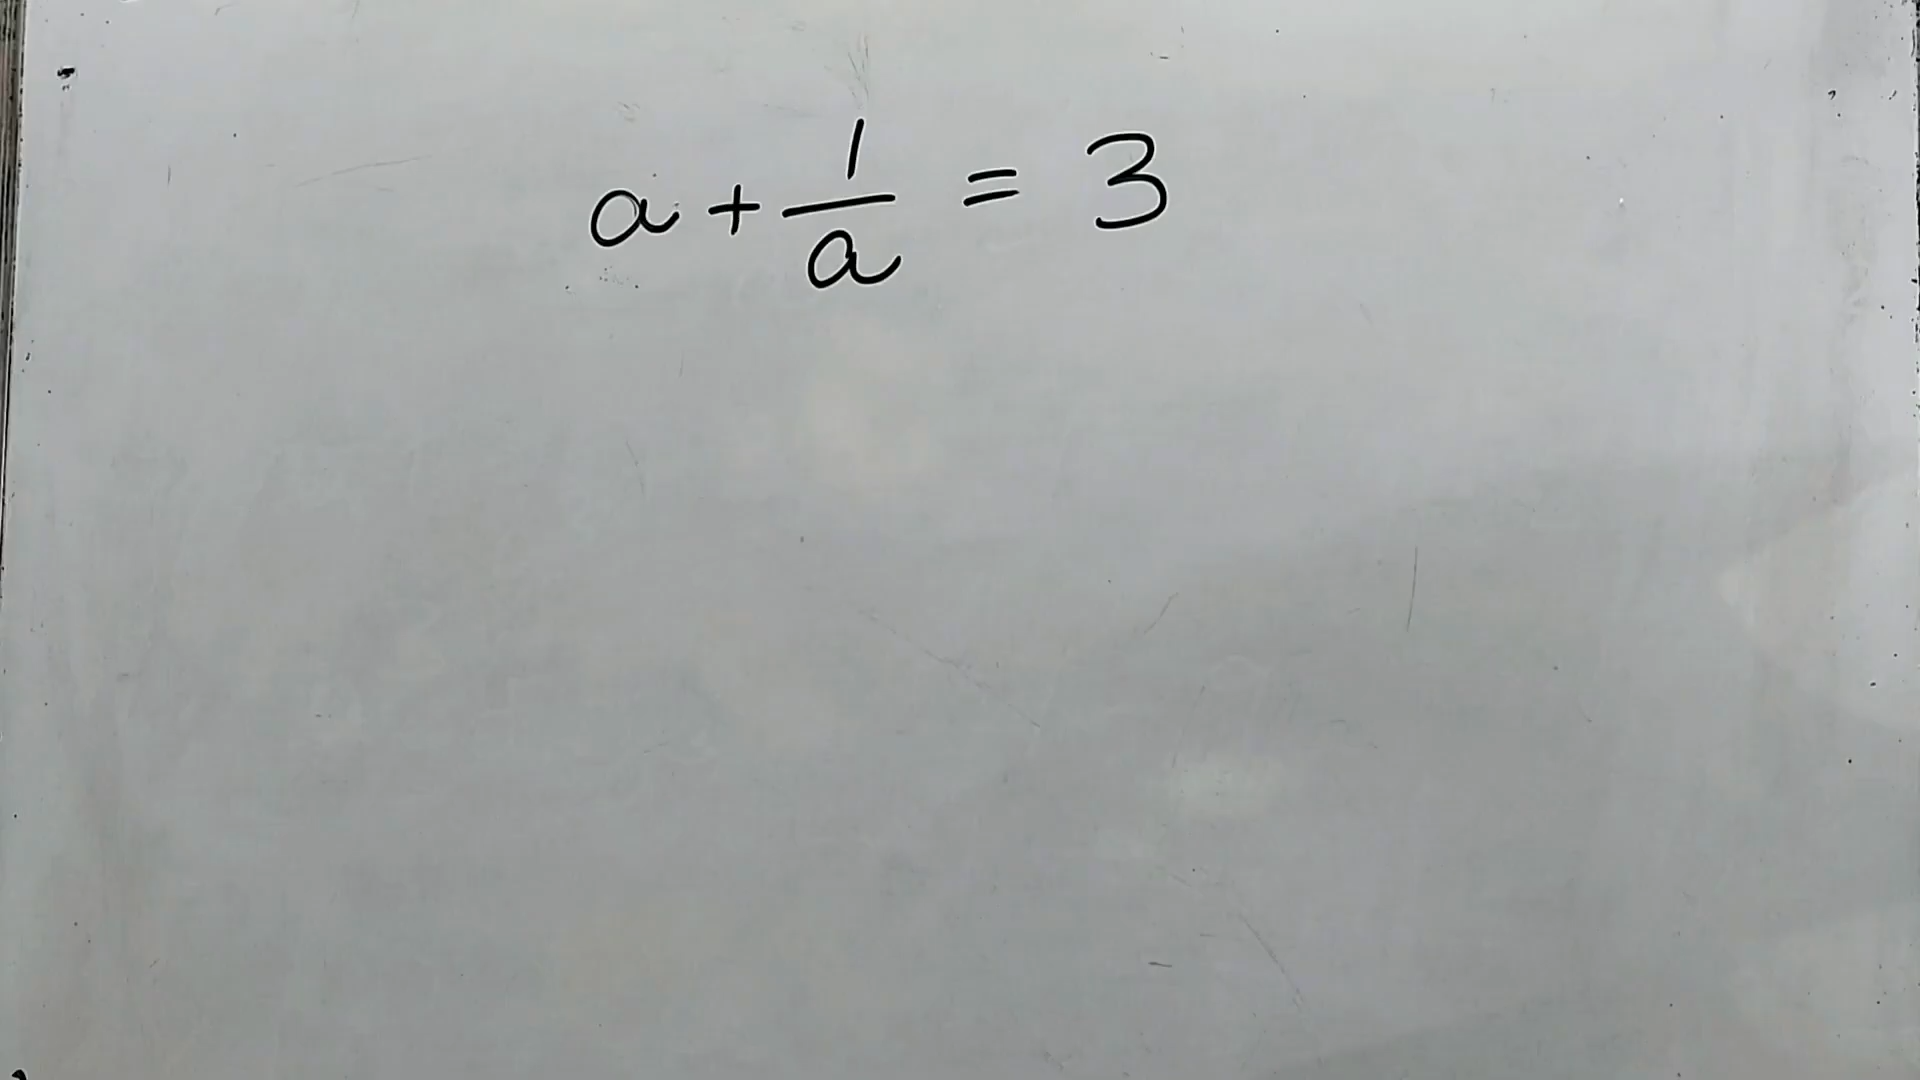 a + 1/a = 3